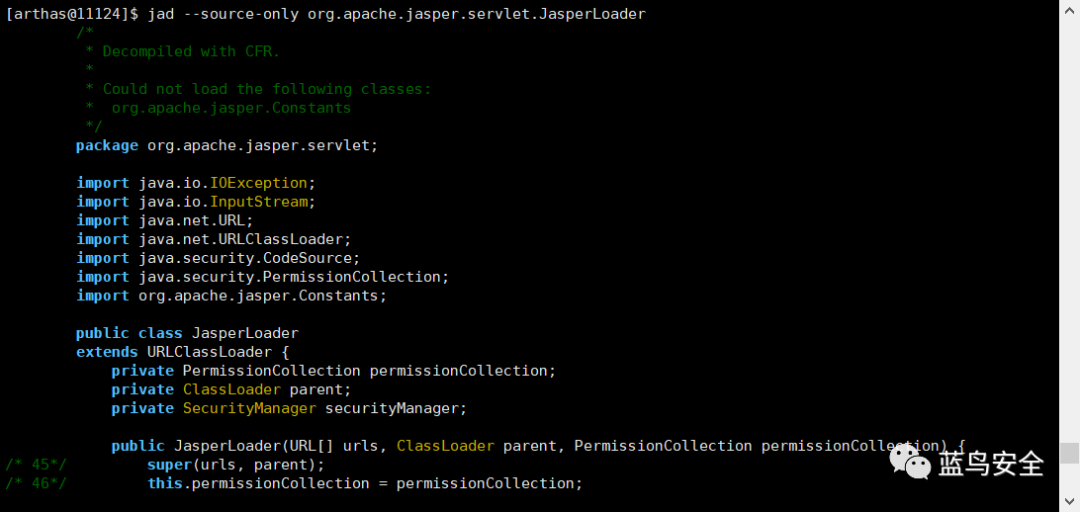 [arthas@11124]$ jad --source-only org.apache.jasper.servlet.JasperLoader
/*
 * Decompiled with CFR.
 *
 * Could not load the following classes:
 *  org.apache.jasper.Constants
 */
package org.apache.jasper.servlet;

import java.io.IOException;
import java.io.InputStream;
import java.net.URL;
import java.net.URLClassLoader;
import java.security.CodeSource;
import java.security.PermissionCollection;
import org.apache.jasper.Constants;

public class JasperLoader
extends URLClassLoader {
    private PermissionCollection permissionCollection;
    private ClassLoader parent;
    private SecurityManager securityManager;

    public JasperLoader(URL[] urls, ClassLoader parent, PermissionCollection permissionCollection) {
/* 45*/         super(urls, parent);
/* 46*/         this.permissionCollection = permissionCollection;
蓝鸟安全